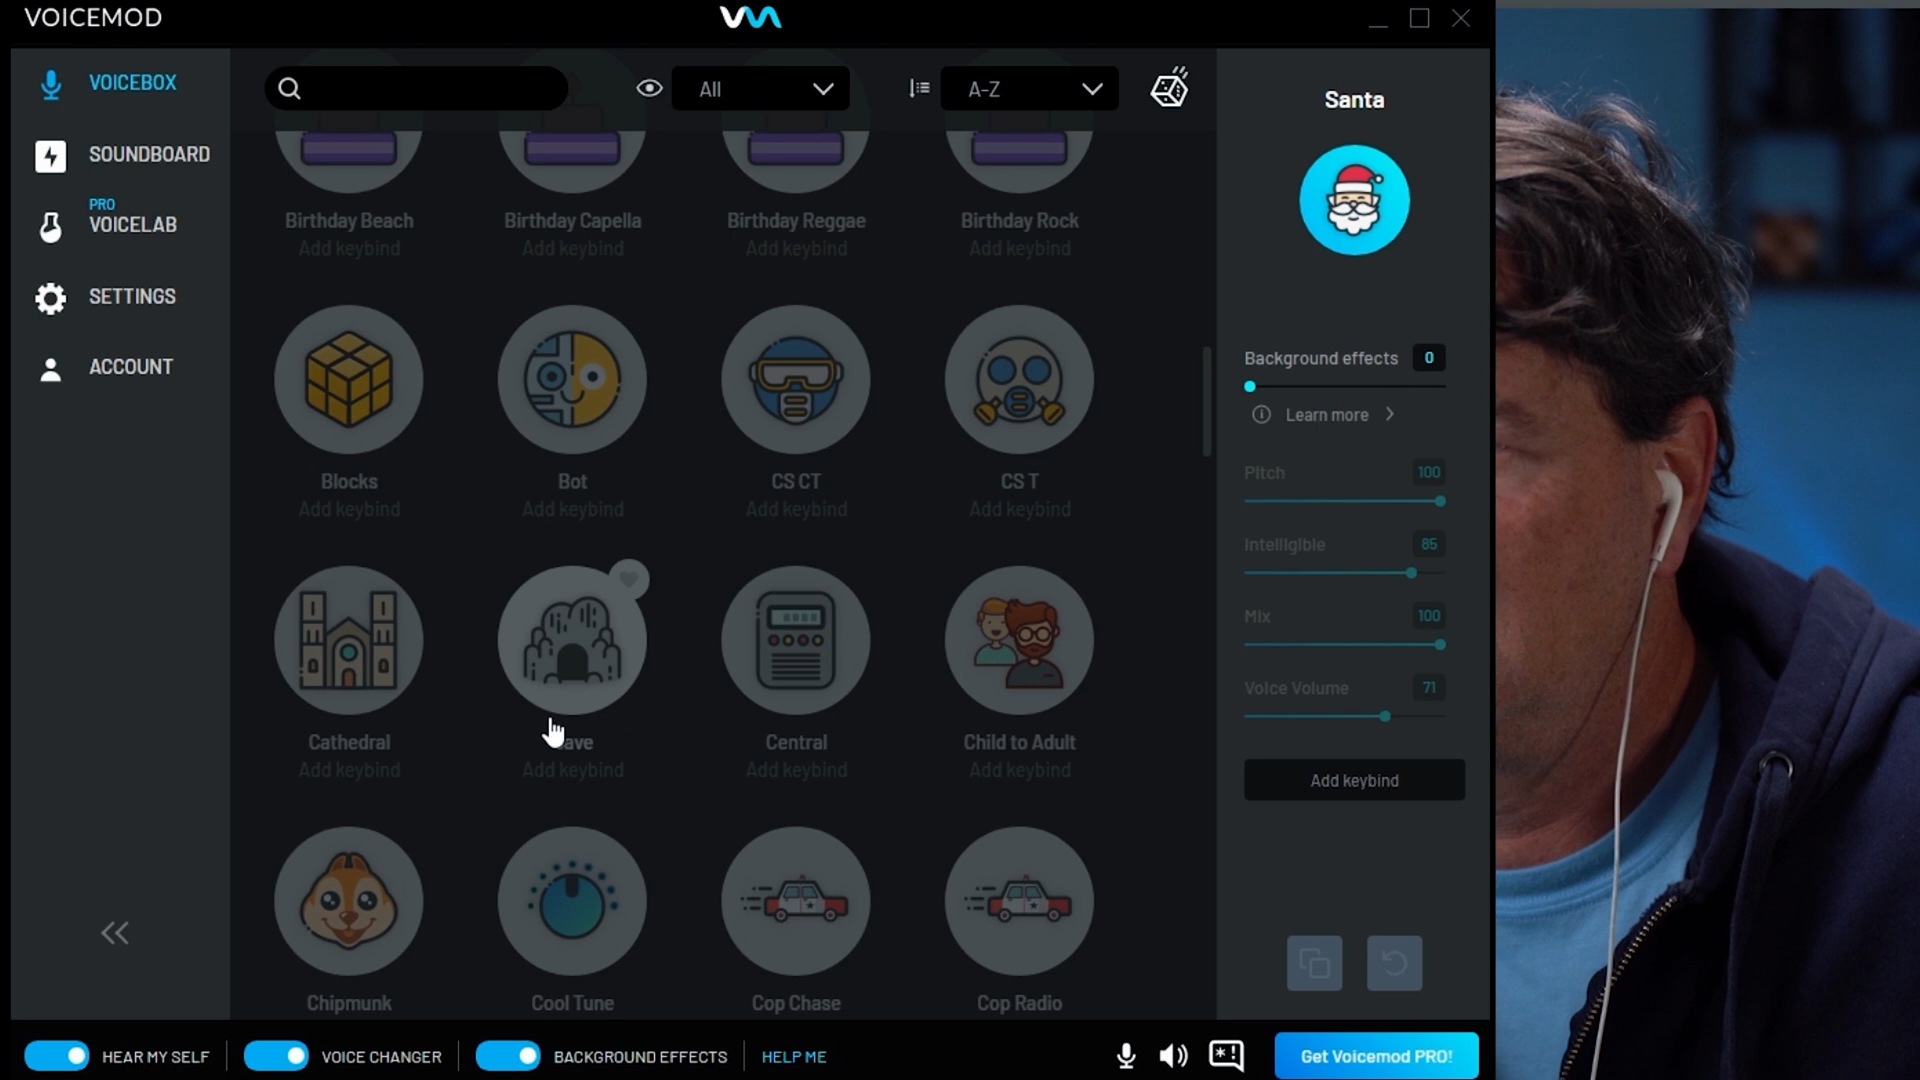 VOICEMOD
VOICEBOX
SOUNDBOARD
PRO
VOICELAB
SETTINGS
ACCOUNT
All
A-Z
Birthday Beach
Add keybind
Birthday Capella
Add keybind
Birthday Reggae
Add keybind
Birthday Rock
Add keybind
Blocks
Add keybind
Bot
Add keybind
CS CT
Add keybind
CS T
Add keybind
Cathedral
Add keybind
ave
Add keybind
Central
Add keybind
Child to Adult
Add keybind
Chipmunk
Cool Tune
Cop Chase
Cop Radio
Santa
Background effects 0
Learn more
Pitch 100
Intelligible 85
Mix 100
Voice Volume 71
Add keybind
HEAR MY SELF
VOICE CHANGER
BACKGROUND EFFECTS
HELP ME
Get Voicemod PRO!